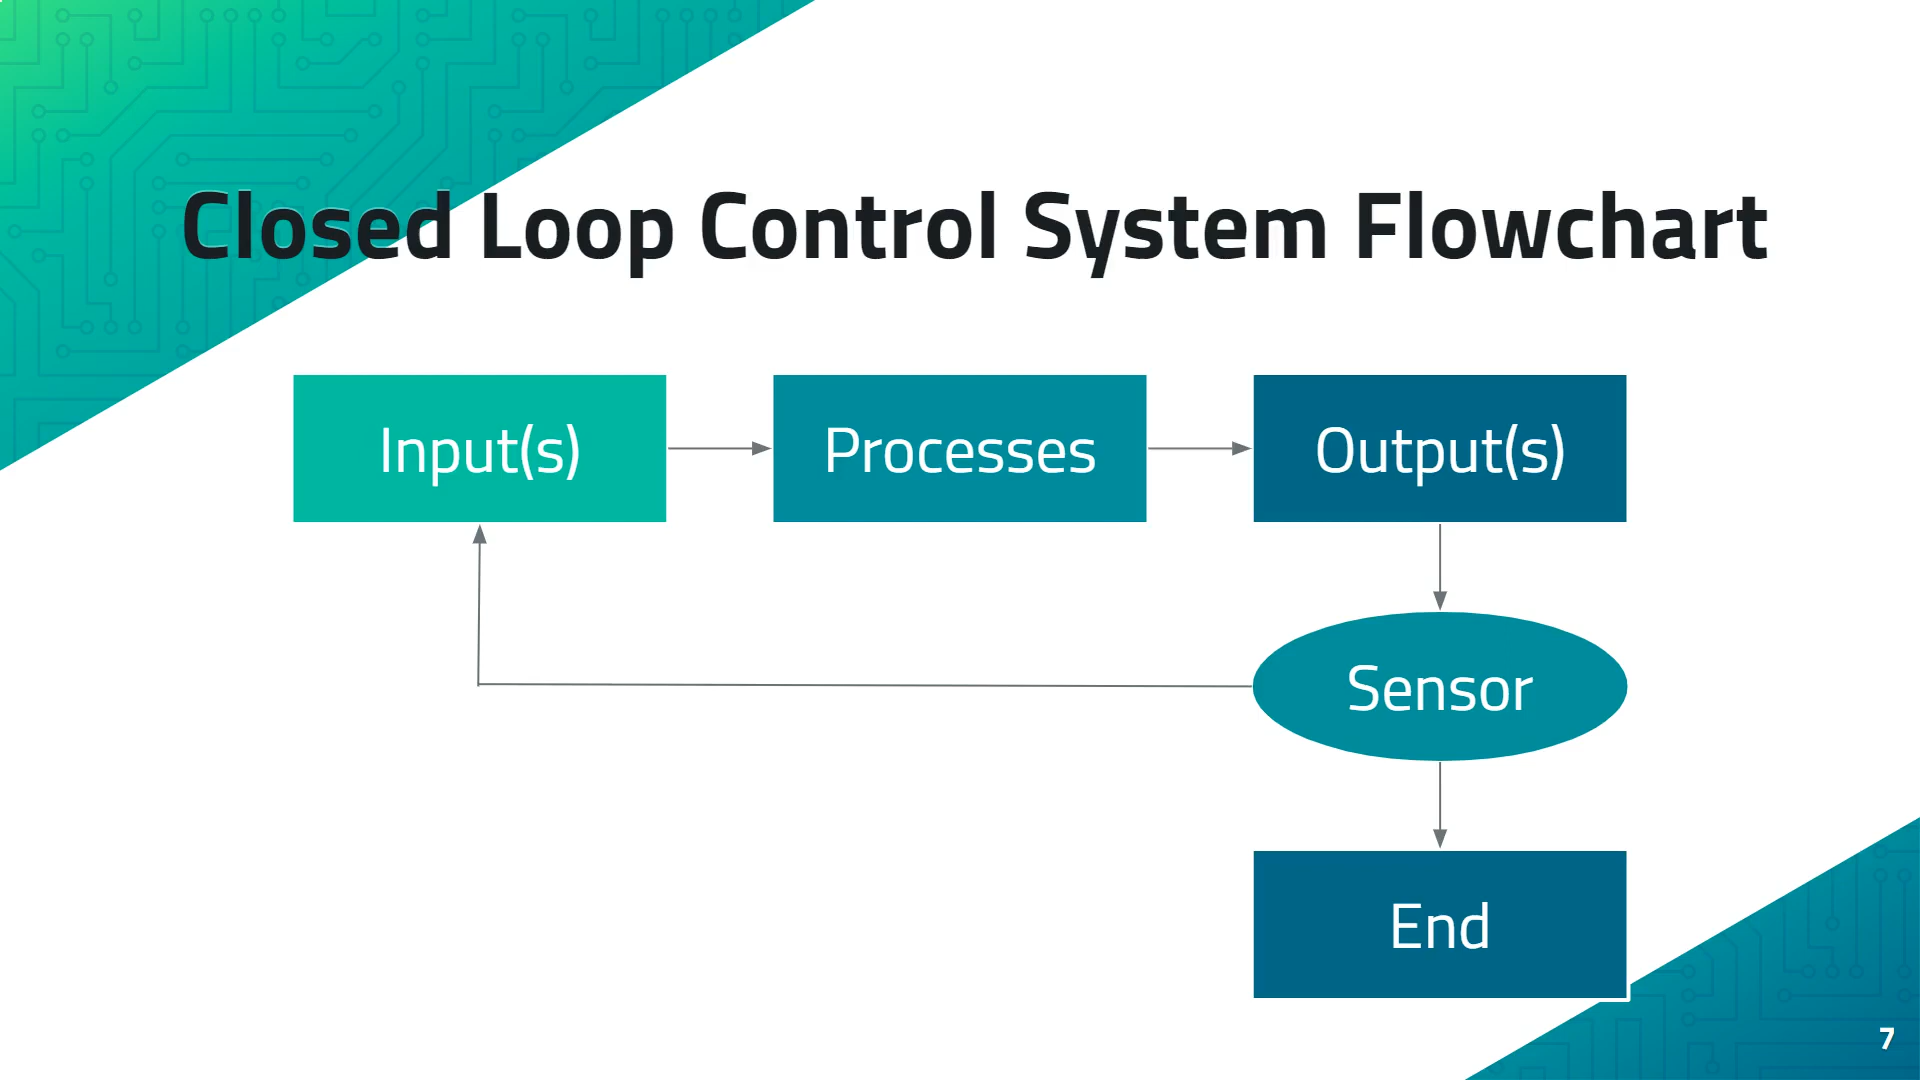 Closed Loop Control System Flowchart
Input(s)
Processes
Output(s)
Sensor
End
7